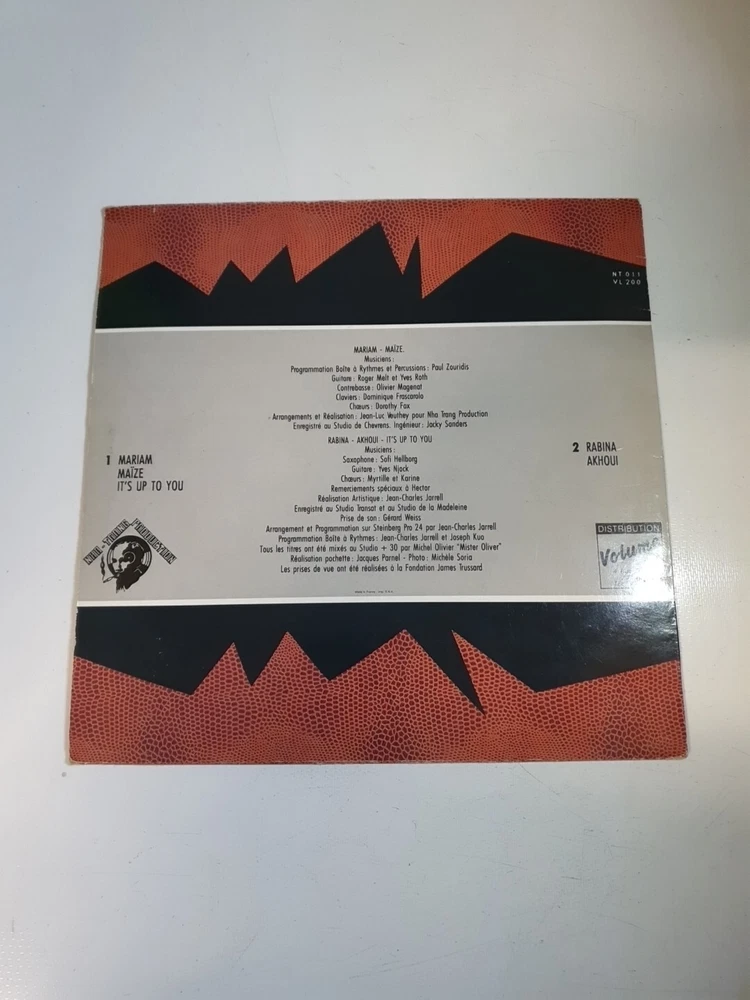 NT 011
VL 200
MARIAM - MAÏZE.
Musiciens :
Programmation Boîte à Rythmes et Percussions : Paul Zauridis
Guitare : Roger Melt et Yves Roth
Contrebasse : Olivier Magenat
Claviers : Dominique Frascarolo
Chœurs : Dorothy Fax
Arrangements et Réalisation : Jean-Luc Veuthey pour Nha Trang Production
Enregistré au Studio de Chevrens. Ingénieur : Jacky Sanders
RABINA - AKHOUI - IT'S UP TO YOU
Musiciens :
Saxophone : Sofi Hellborg
Guitare : Yves Njock
Chœurs : Myrtille et Karine
Remerciements spéciaux à Hector
Réalisation Artistique : Jean-Charles Jarrell
Enregistré au Studio Transat et au Studio de la Madeleine
Prise de son : Gérard Weiss
Arrangement et Programmation sur Steinberg Pro 24 par Jean-Charles Jarrell
Programmation Boîte à Rythmes : Jean-Charles Jarrell et Joseph Kuo
Tous les titres ont été mixés au Studio + 30 par Michel Olivier "Mister Oliver"
Réalisation pochette : Jacques Parnel - Photo : Michèle Soria
Les prises de vue ont été réalisées à la Fondation James Trussard
1 MARIAM
MAÏZE
IT'S UP TO YOU
2 RABINA
AKHOUI
PRODUCTION
DISTRIBUTION
Volume